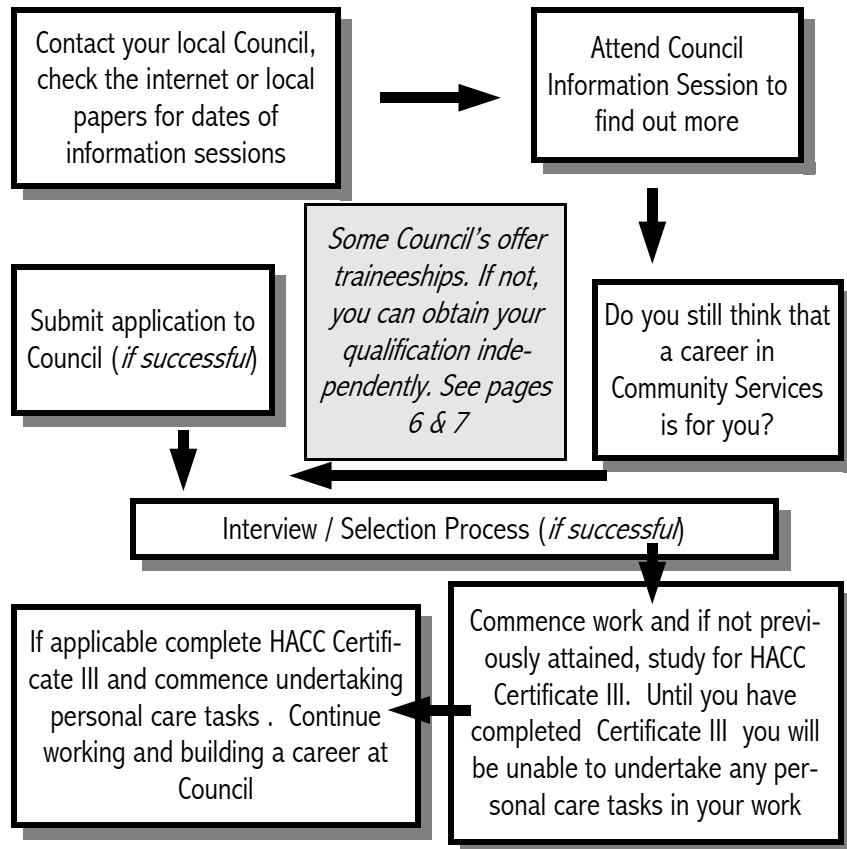 Contact your local Council,
check the internet or local
papers for dates of
information sessions
Attend Council
Information Session to
find out more
Do you still think that
a career in
Community Services
is for you?
Some Council's offer
traineeships. If not,
you can obtain your
qualification inde-
pendently. See pages
6 & 7
Submit application to
Council (if successful)
Interview / Selection Process (if successful)
Commence work and if not previ-
ously attained, study for HACC
Certificate III.  Until you have
completed  Certificate III  you will
be unable to undertake any per-
sonal care tasks in your work
If applicable complete HACC Certifi-
cate III and commence undertaking
personal care tasks .  Continue
working and building a career at
Council